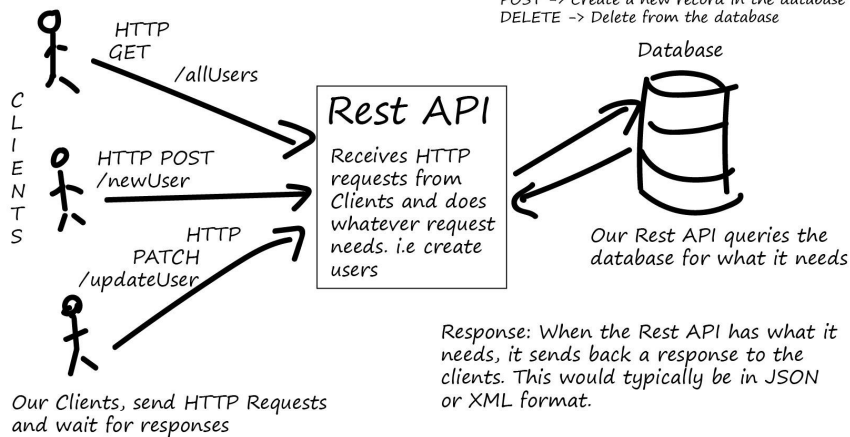 POST -> Create a new record in the database
DELETE -> Delete from the database
HTTP
GET
/allUsers
Database
CLIENTS
Rest API
Receives HTTP
requests from
Clients and does
whatever request
needs. i.e create
users
HTTP POST
/newUser
HTTP
PATCH
/updateUser
Our Rest API queries the
database for what it needs
Response: When the Rest API has what it
needs, it sends back a response to the
clients. This would typically be in JSON
or XML format.
Our Clients, send HTTP Requests
and wait for responses